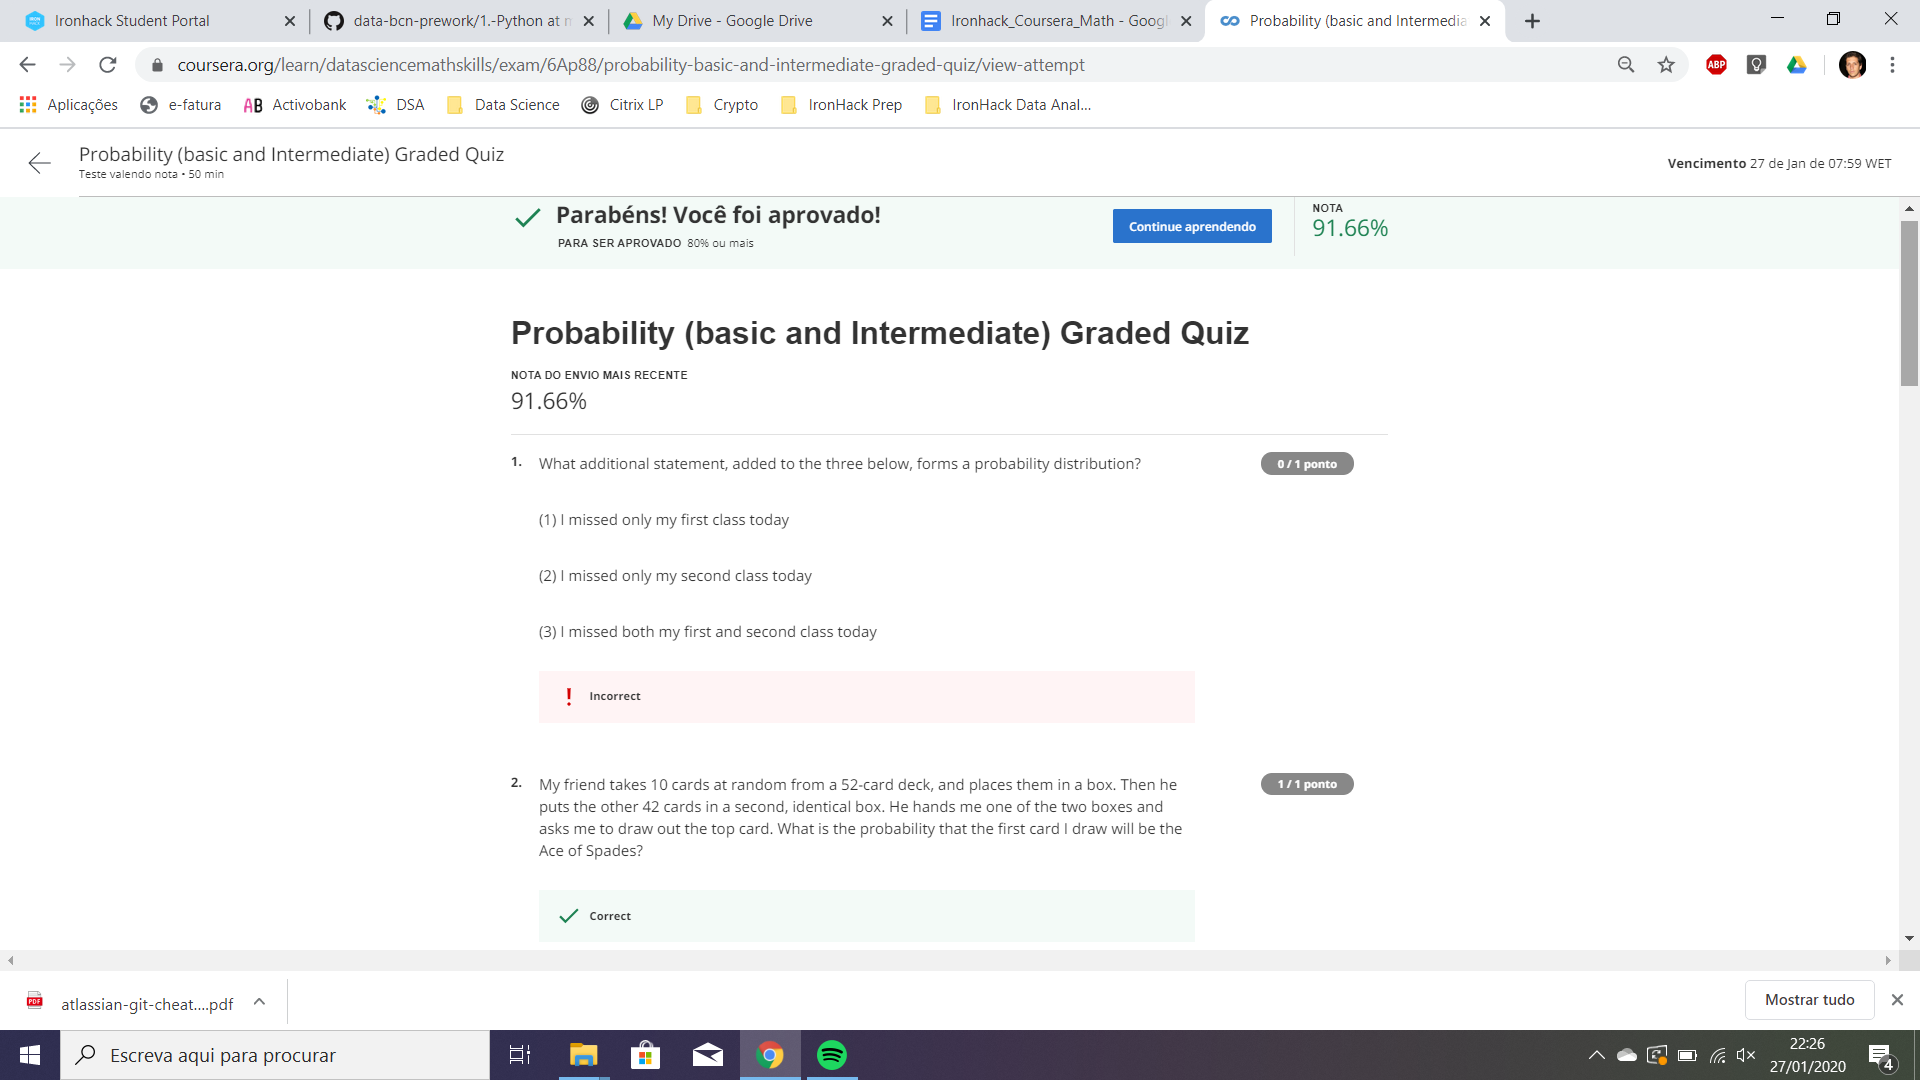 Ironhack Student Portal
data-bcn-prework/1.-Python at m
My Drive - Google Drive
Ironhack_Coursera_Math - Googl
Probability (basic and Intermedia
coursera.org/learn/datasciencemathskills/exam/6Ap88/probability-basic-and-intermediate-graded-quiz/view-attempt
ABP
Aplicações
e-fatura
AB Activobank
DSA
Data Science
Citrix LP
Crypto
IronHack Prep
IronHack Data Anal...
Probability (basic and Intermediate) Graded Quiz
Teste valendo nota • 50 min
Vencimento 27 de Jan de 07:59 WET
Parabéns! Você foi aprovado!
PARA SER APROVADO 80% ou mais
Continue aprendendo
NOTA
91.66%
Probability (basic and Intermediate) Graded Quiz
NOTA DO ENVIO MAIS RECENTE
91.66%
1. What additional statement, added to the three below, forms a probability distribution?
0 / 1 ponto
(1) I missed only my first class today
(2) I missed only my second class today
(3) I missed both my first and second class today
Incorrect
2. My friend takes 10 cards at random from a 52-card deck, and places them in a box. Then he
puts the other 42 cards in a second, identical box. He hands me one of the two boxes and
asks me to draw out the top card. What is the probability that the first card I draw will be the
Ace of Spades?
1 / 1 ponto
Correct
PDF
atlassian-git-cheat....pdf
Mostrar tudo
Escreva aqui para procurar
22:26
27/01/2020
4